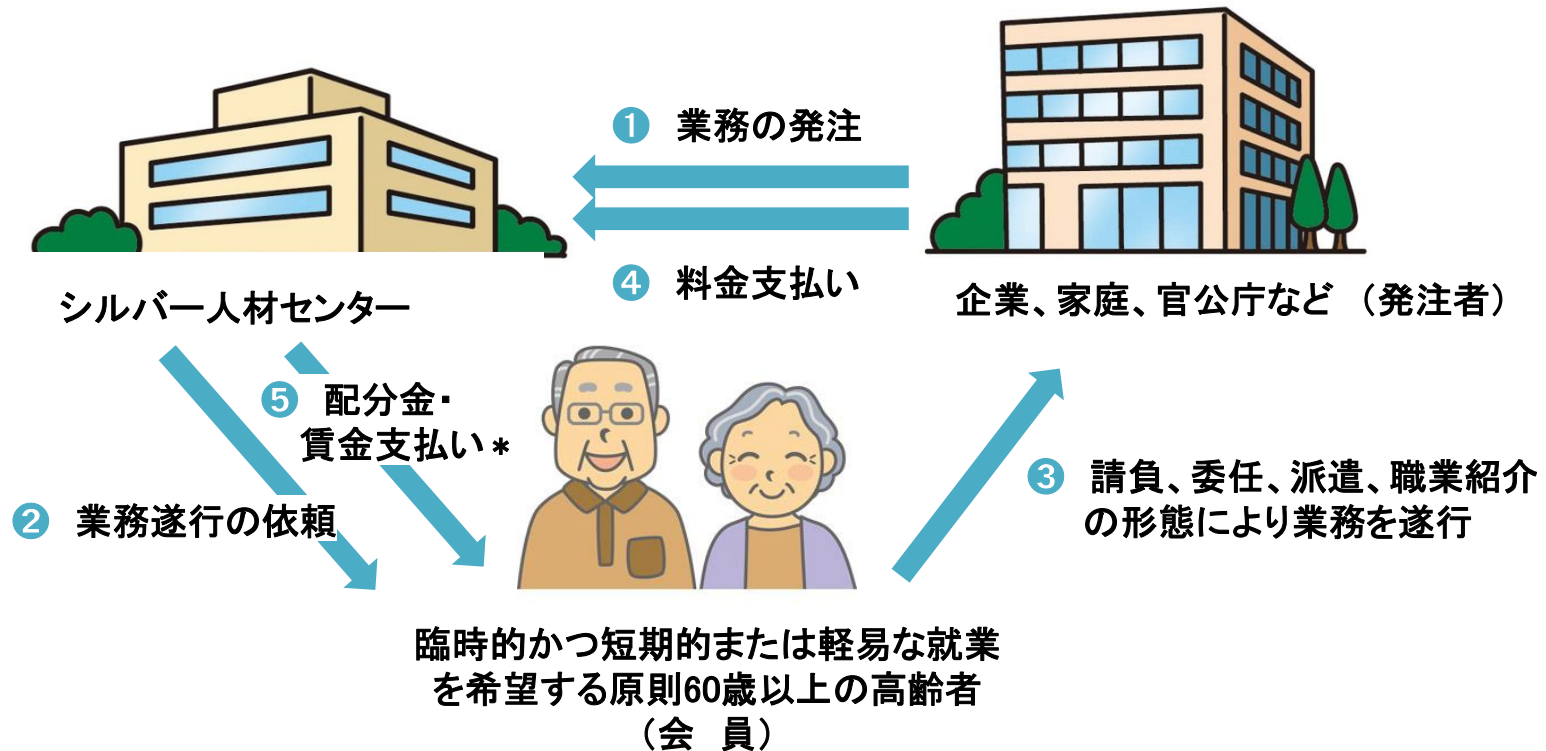 ❶ 業務の発注
❹ 料金支払い
シルバー人材センター
企業、家庭、官公庁など （発注者）
❺ 配分金・
賃金支払い＊
❷ 業務遂行の依頼
❸ 請負、委任、派遣、職業紹介
の形態により業務を遂行
臨時的かつ短期的または軽易な就業
を希望する原則60歳以上の高齢者
（会 員）